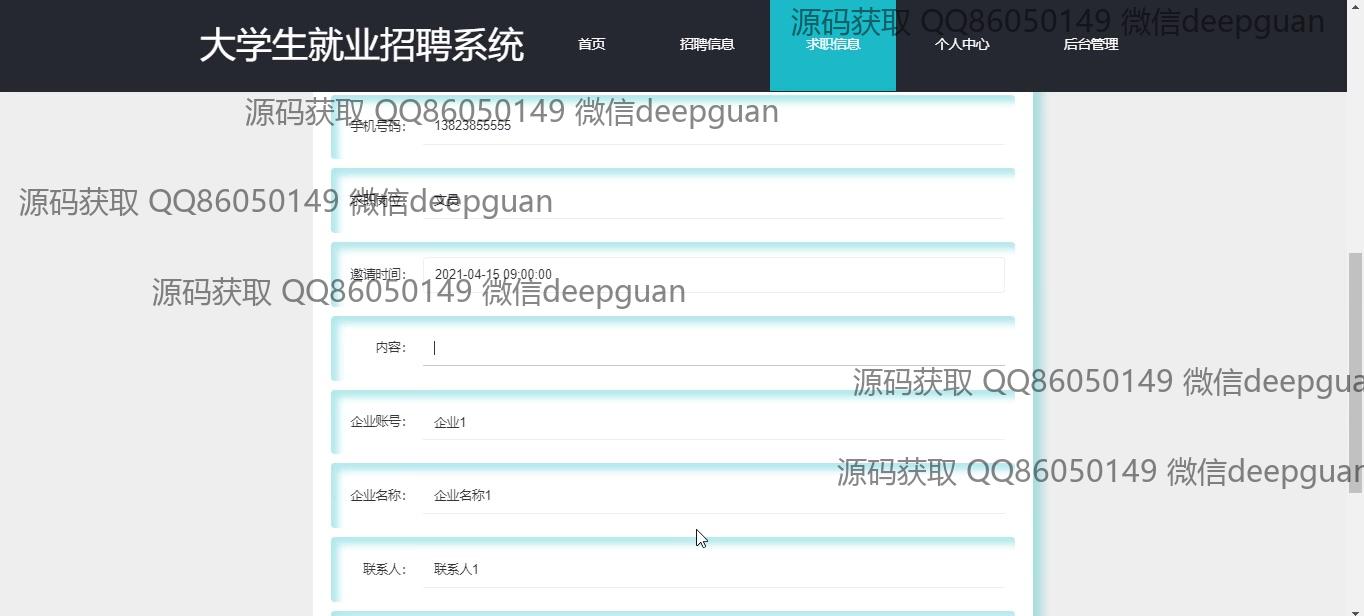 大学生就业招聘系统 首页 招聘信息 求职信息 个人中心 后台管理
源码获取 QQ86050149 微信deepguan
源码获取 QQ86050149 微信deepguan
手机号码： 13823855555
源码获取 QQ86050149 微信deepguan
求职岗位： 文员
邀请时间： 2021-04-15 09:00:00
源码获取 QQ86050149 微信deepguan
内容：
源码获取 QQ86050149 微信deepgua
企业账号： 企业1
源码获取 QQ86050149 微信deepguan
企业名称： 企业名称1
联系人： 联系人1